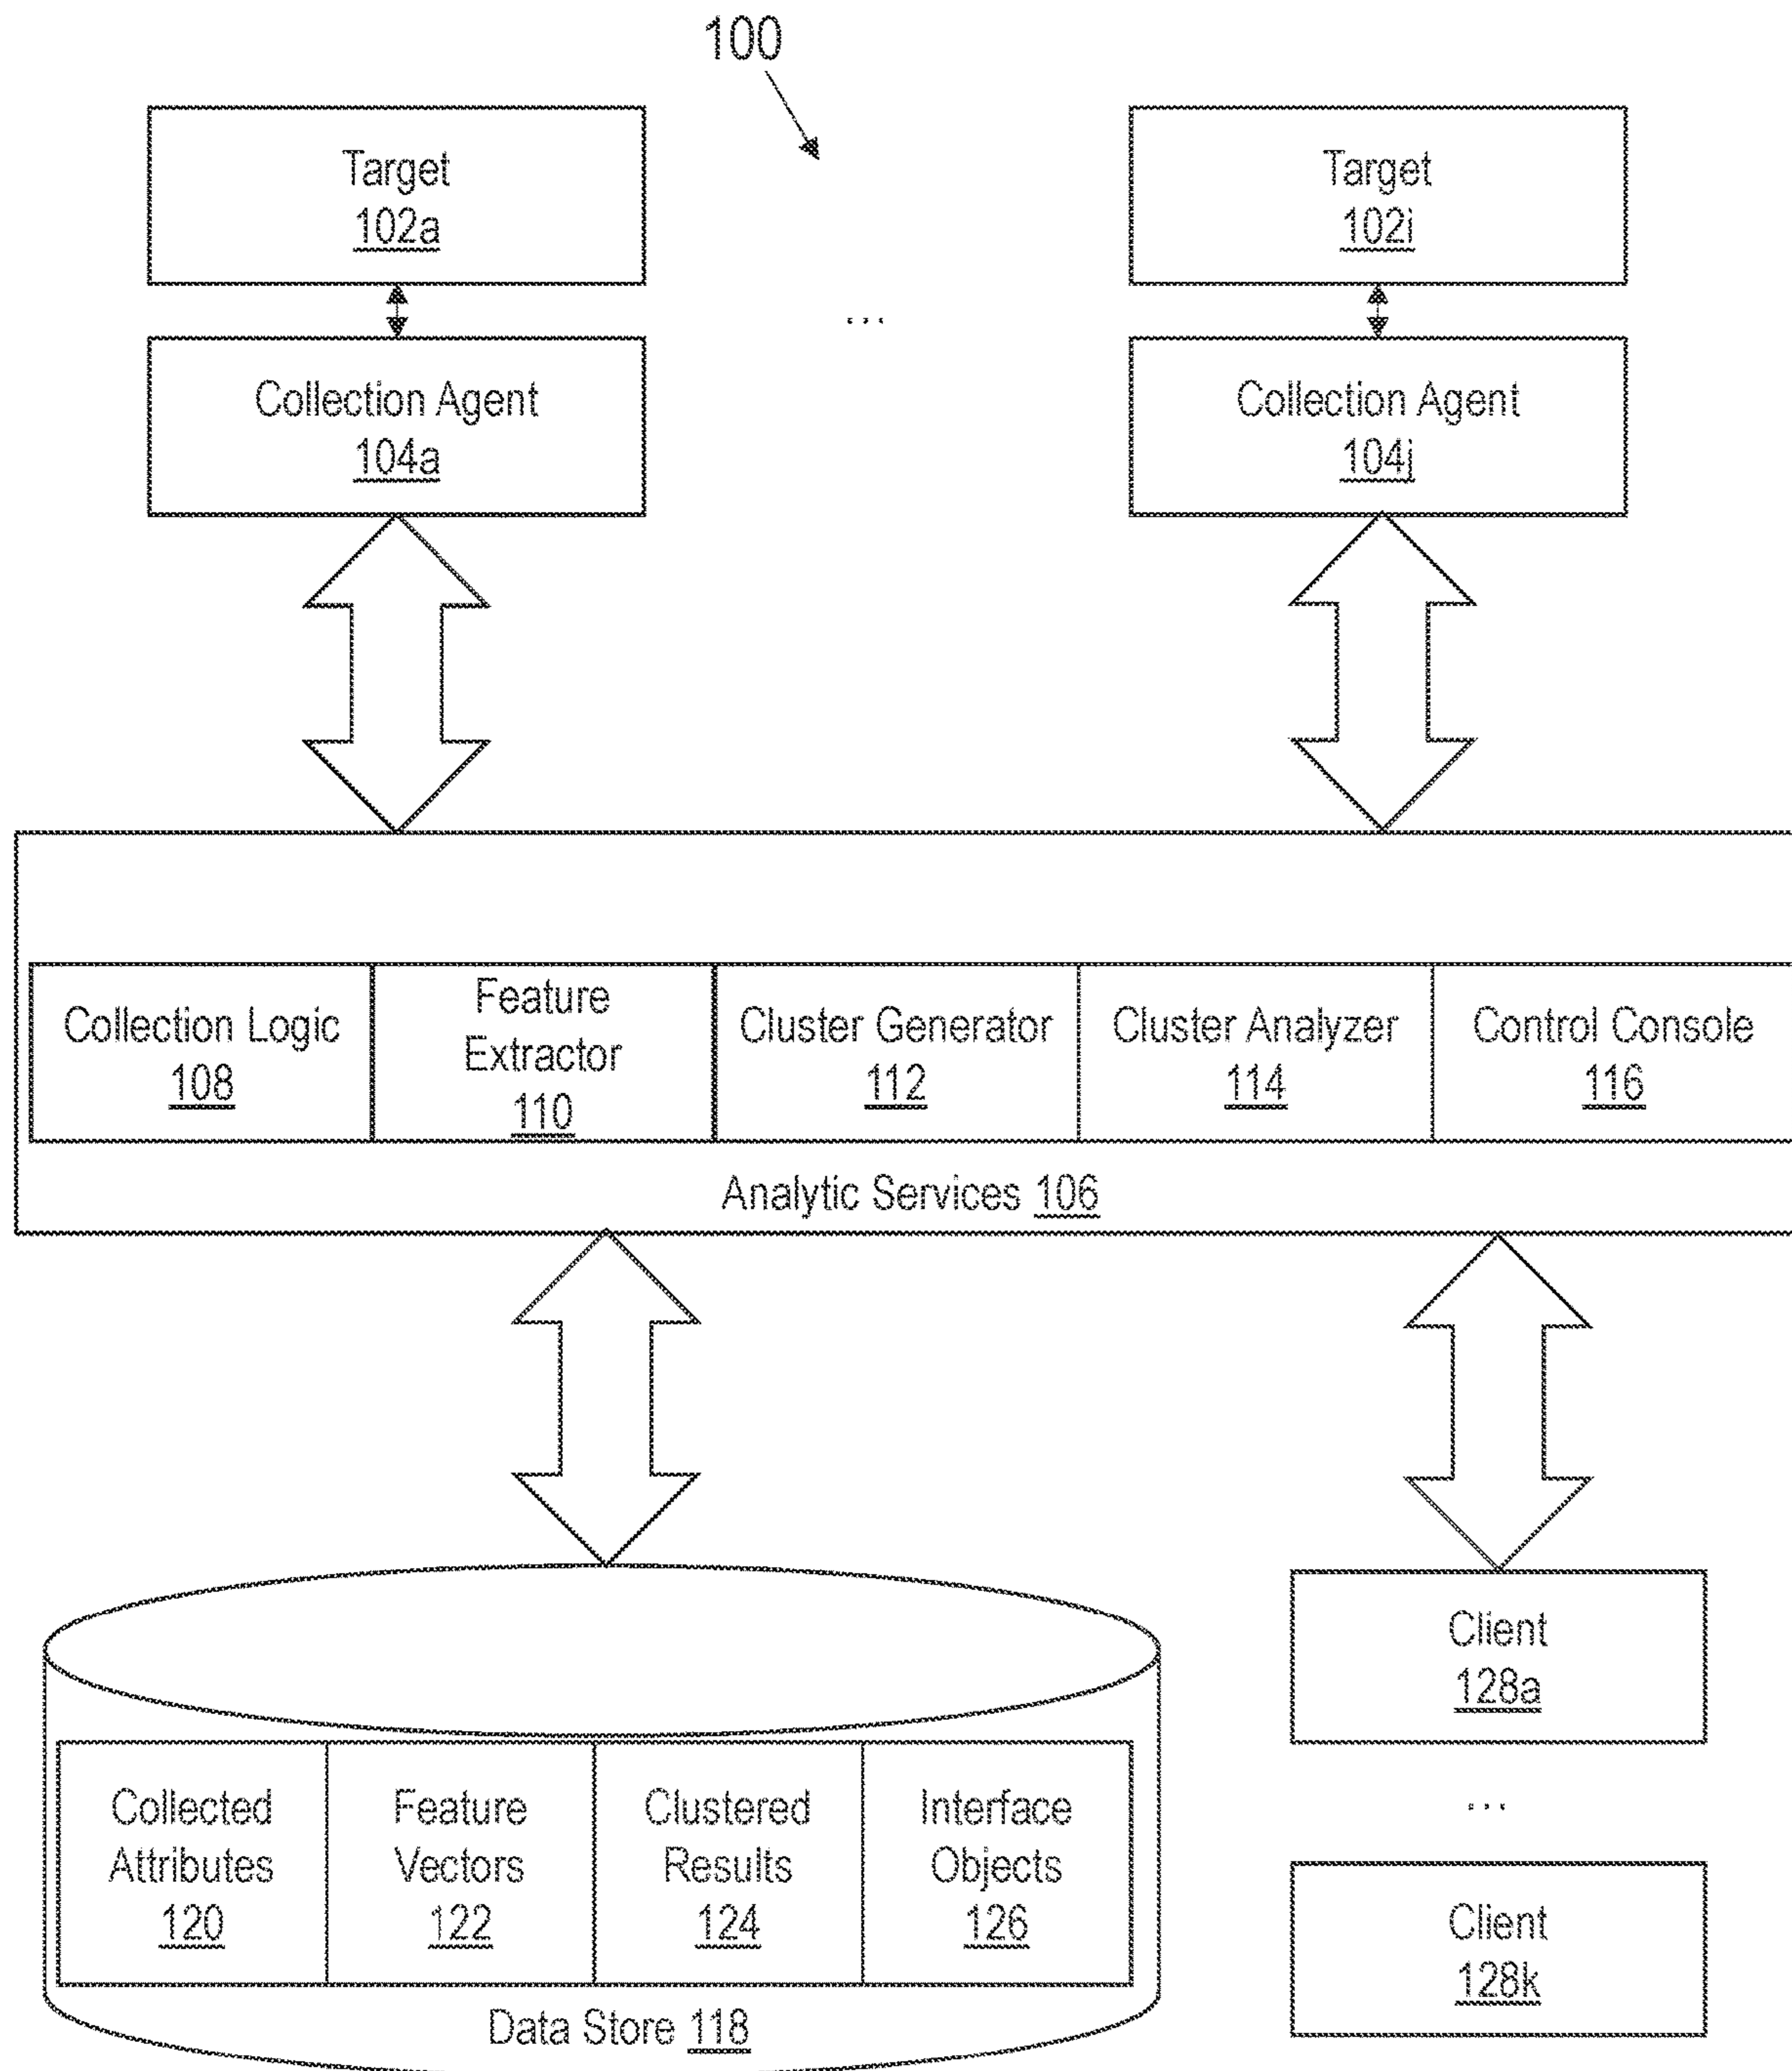 100
Target
102a
Target
102i
...
Collection Agent
104a
Collection Agent
104j
Collection Logic
108
Feature
Extractor
110
Cluster Generator
112
Cluster Analyzer
114
Control Console
116
Analytic Services 106
Collected
Attributes
120
Feature
Vectors
122
Clustered
Results
124
Interface
Objects
126
Data Store 118
Client
128a
...
Client
128k